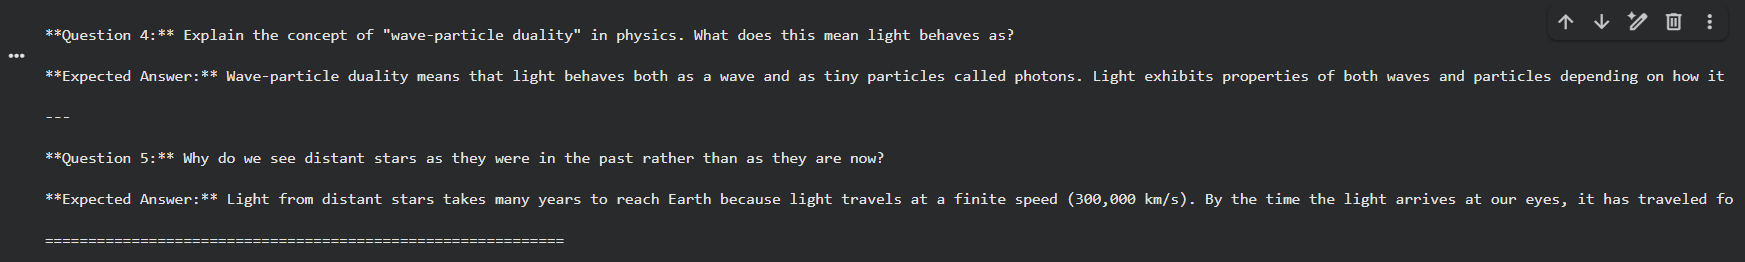 **Question 4:** Explain the concept of "wave-particle duality" in physics. What does this mean light behaves as?
**Expected Answer:** Wave-particle duality means that light behaves both as a wave and as tiny particles called photons. Light exhibits properties of both waves and particles depending on how it
---
**Question 5:** Why do we see distant stars as they were in the past rather than as they are now?
**Expected Answer:** Light from distant stars takes many years to reach Earth because light travels at a finite speed (300,000 km/s). By the time the light arrives at our eyes, it has traveled fo
============================================================